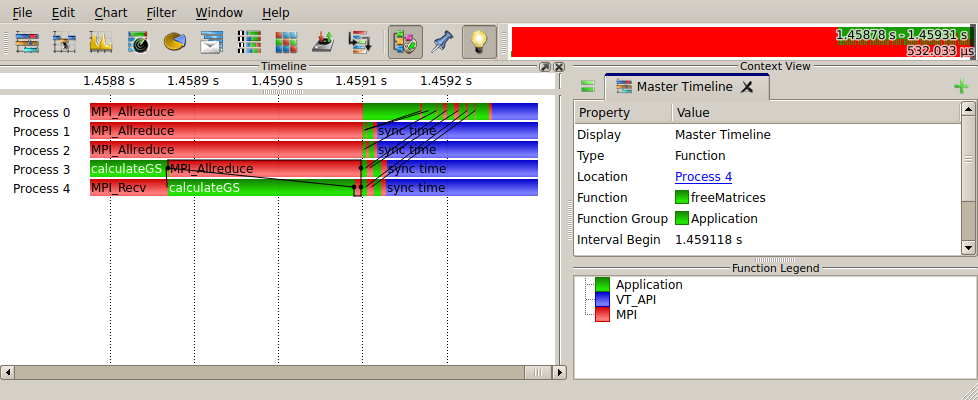 File Edit Chart Filter Window Help
1.45878 s - 1.45931 s
532.033 µs
Timeline
Context View
1.4588 s 1.4589 s 1.4590 s 1.4591 s 1.4592 s
Master Timeline
Property Value
Process 0 MPI_Allreduce
Process 1 MPI_Allreduce sync time
Process 2 MPI_Allreduce sync time
Process 3 calculateGS MPI_Allreduce sync time
Process 4 MPI_Recv calculateGS sync time
Display Master Timeline
Type Function
Location Process 4
Function freeMatrices
Function Group Application
Interval Begin 1.459118 s
Function Legend
Application
VT_API
MPI